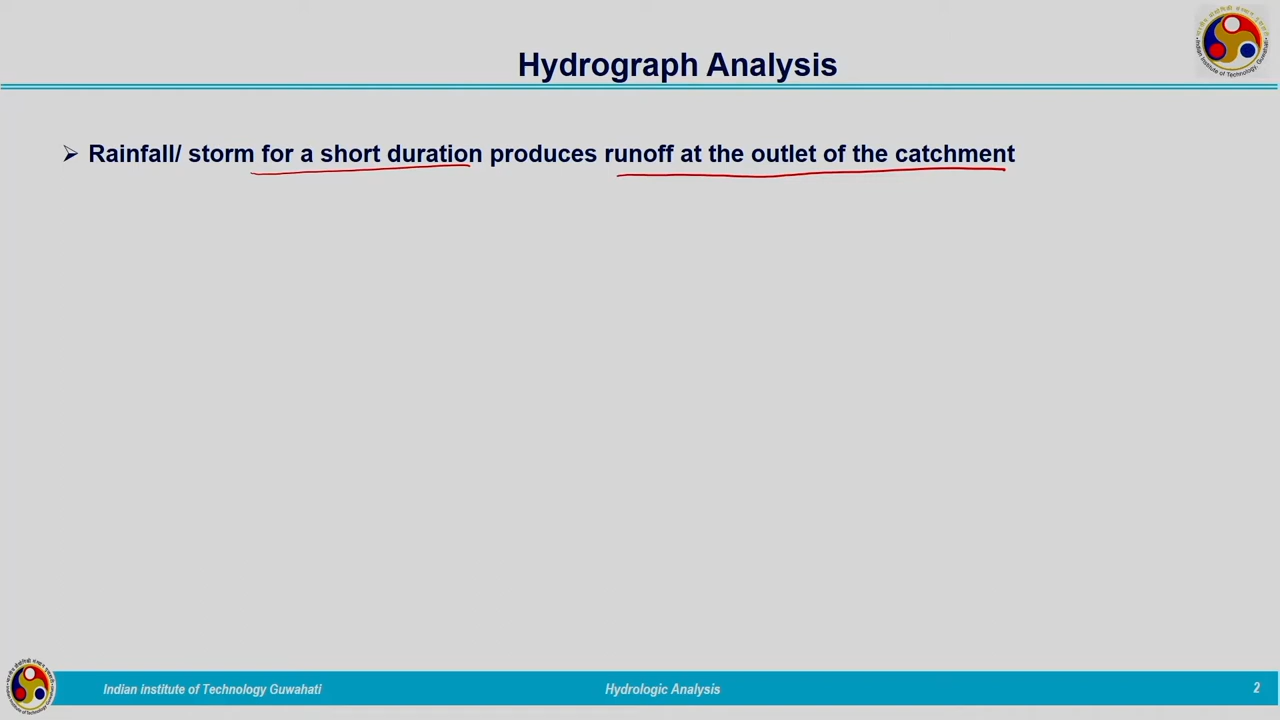 Hydrograph Analysis
Rainfall/ storm for a short duration produces runoff at the outlet of the catchment
Indian institute of Technology Guwahati
Hydrologic Analysis
2